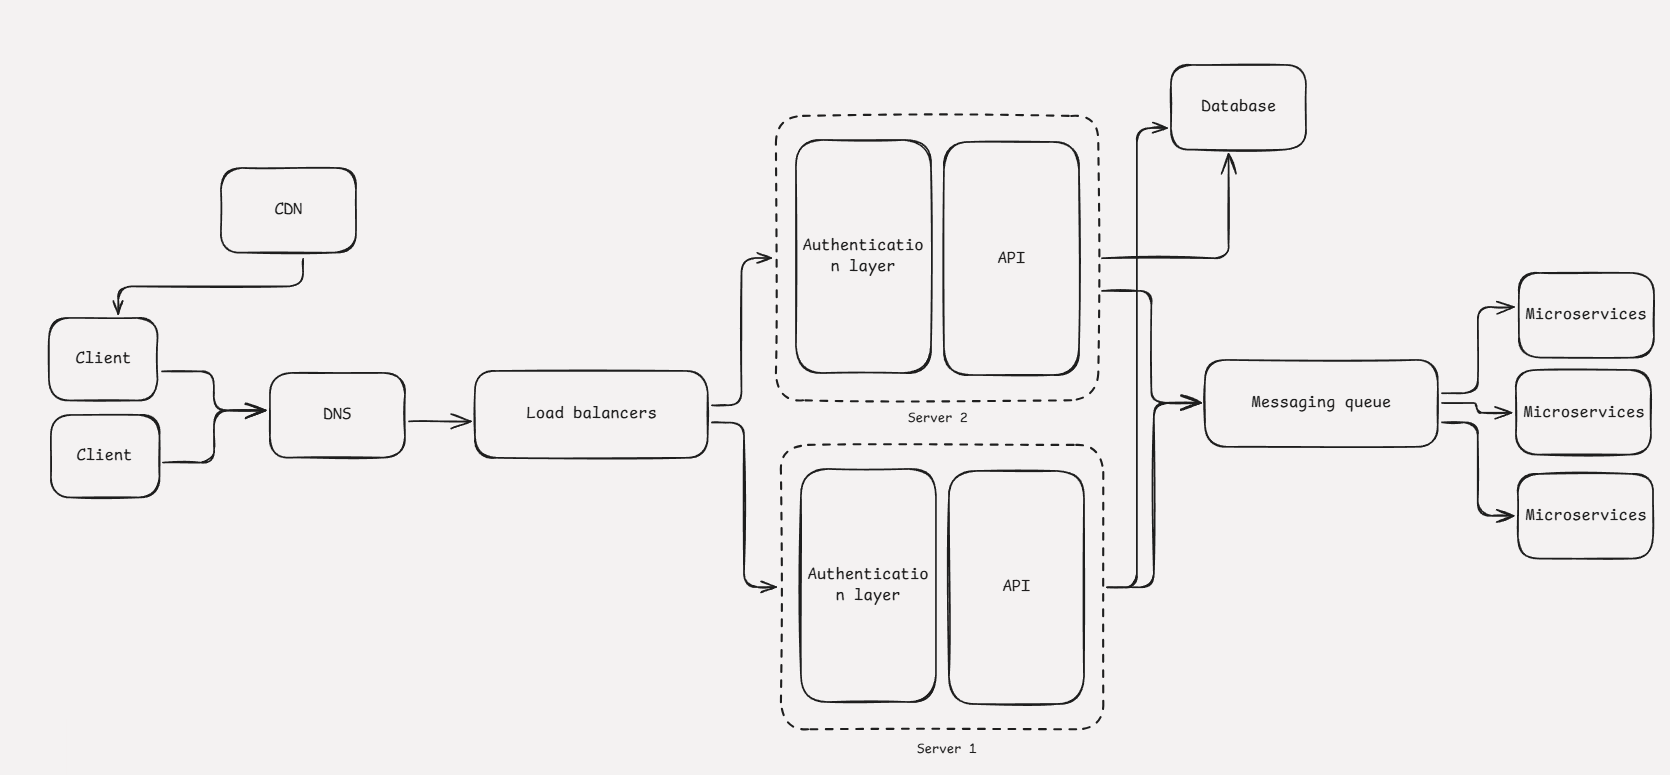 Database
CDN
Authenticatio
n layer
API
Client
Client
DNS
Load balancers
Server 2
Messaging queue
Microservices
Microservices
Microservices
Authenticatio
n layer
API
Server 1